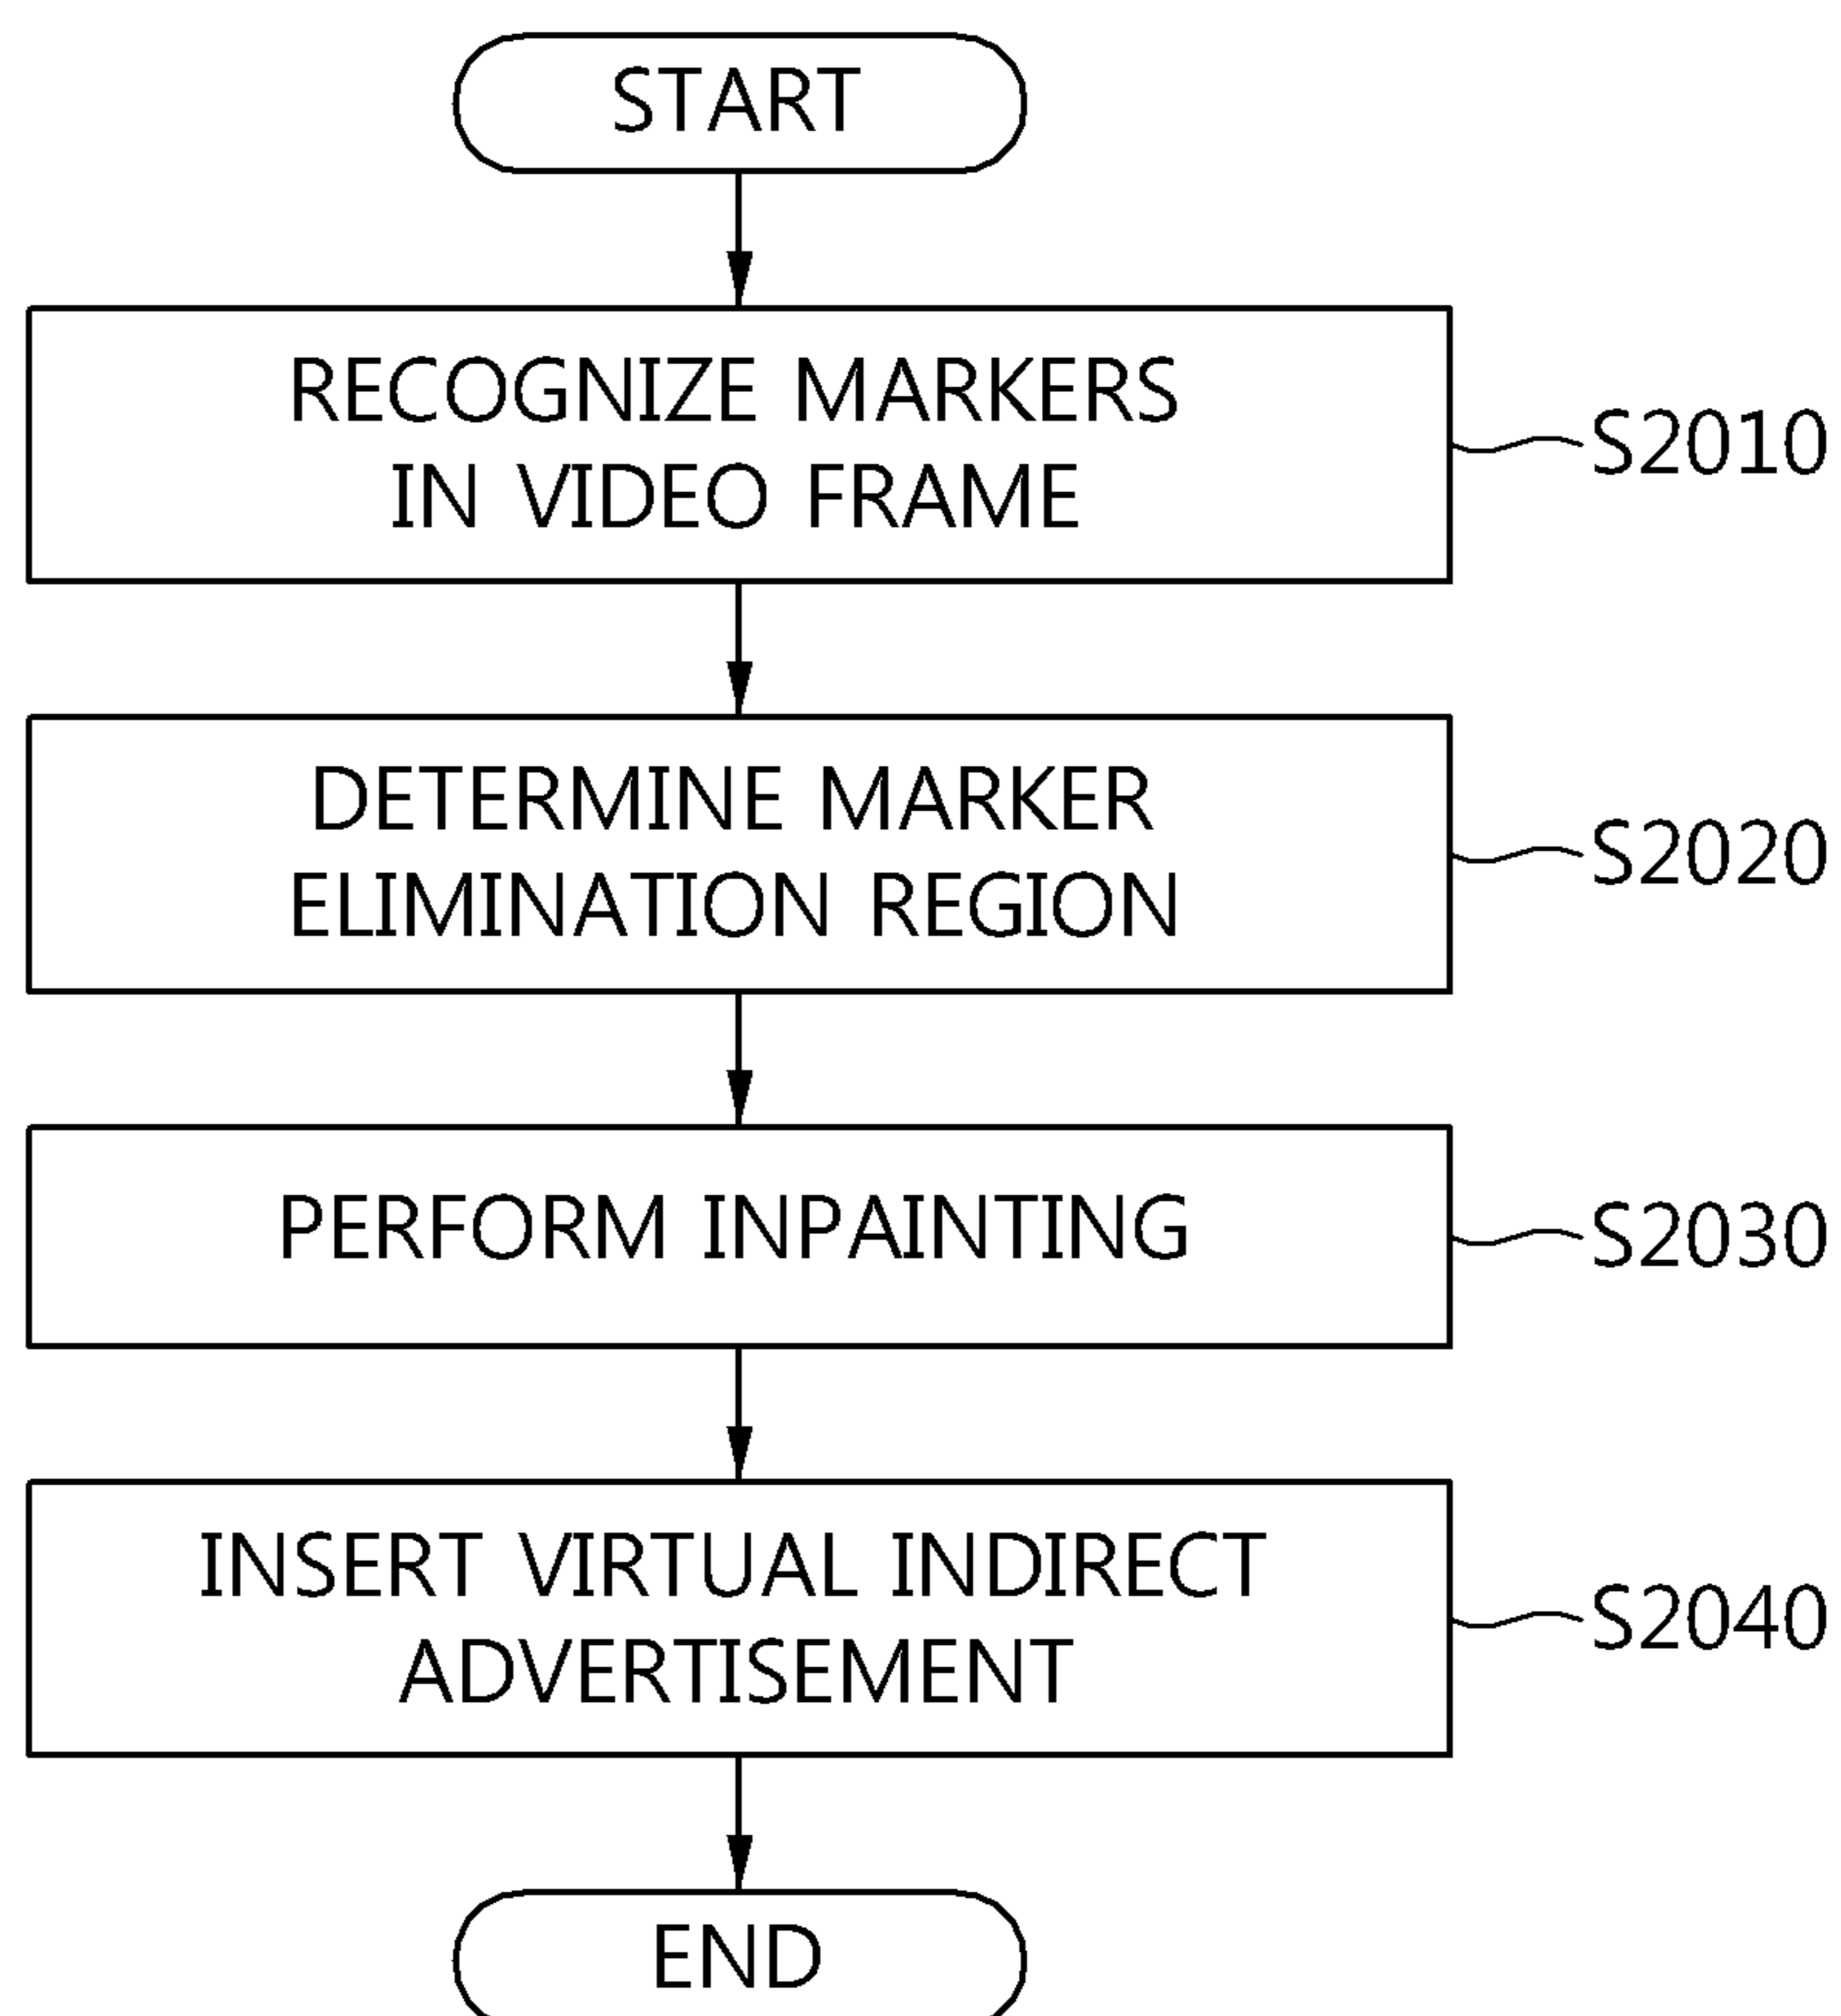 START
RECOGNIZE MARKERS
IN VIDEO FRAME
S2010
DETERMINE MARKER
ELIMINATION REGION
S2020
PERFORM INPAINTING
S2030
INSERT VIRTUAL INDIRECT
ADVERTISEMENT
S2040
END